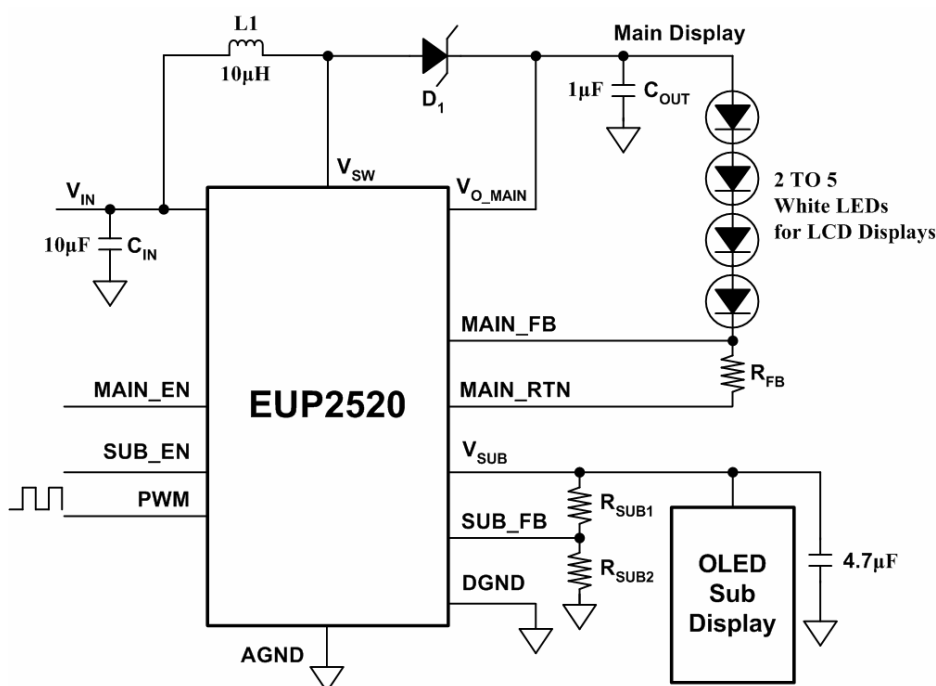 L1
10µH
D1
Main Display
1µF
COUT
VSW
VIN
VO_MAIN
10µF
CIN
2 TO 5
White LEDs
for LCD Displays
MAIN_FB
RFB
MAIN_EN
EUP2520
MAIN_RTN
SUB_EN
VSUB
PWM
RSUB1
SUB_FB
RSUB2
OLED
Sub
Display
4.7µF
DGND
AGND